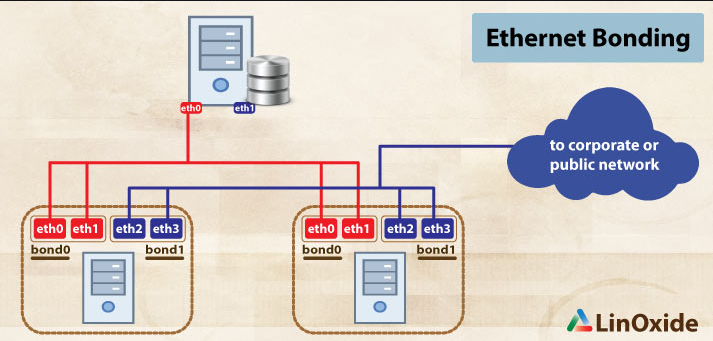 Ethernet Bonding
eth0 eth1
to corporate or
public network
eth0 eth1 eth2 eth3
bond0 bond1
eth0 eth1 eth2 eth3
bond0 bond1
LinOxide